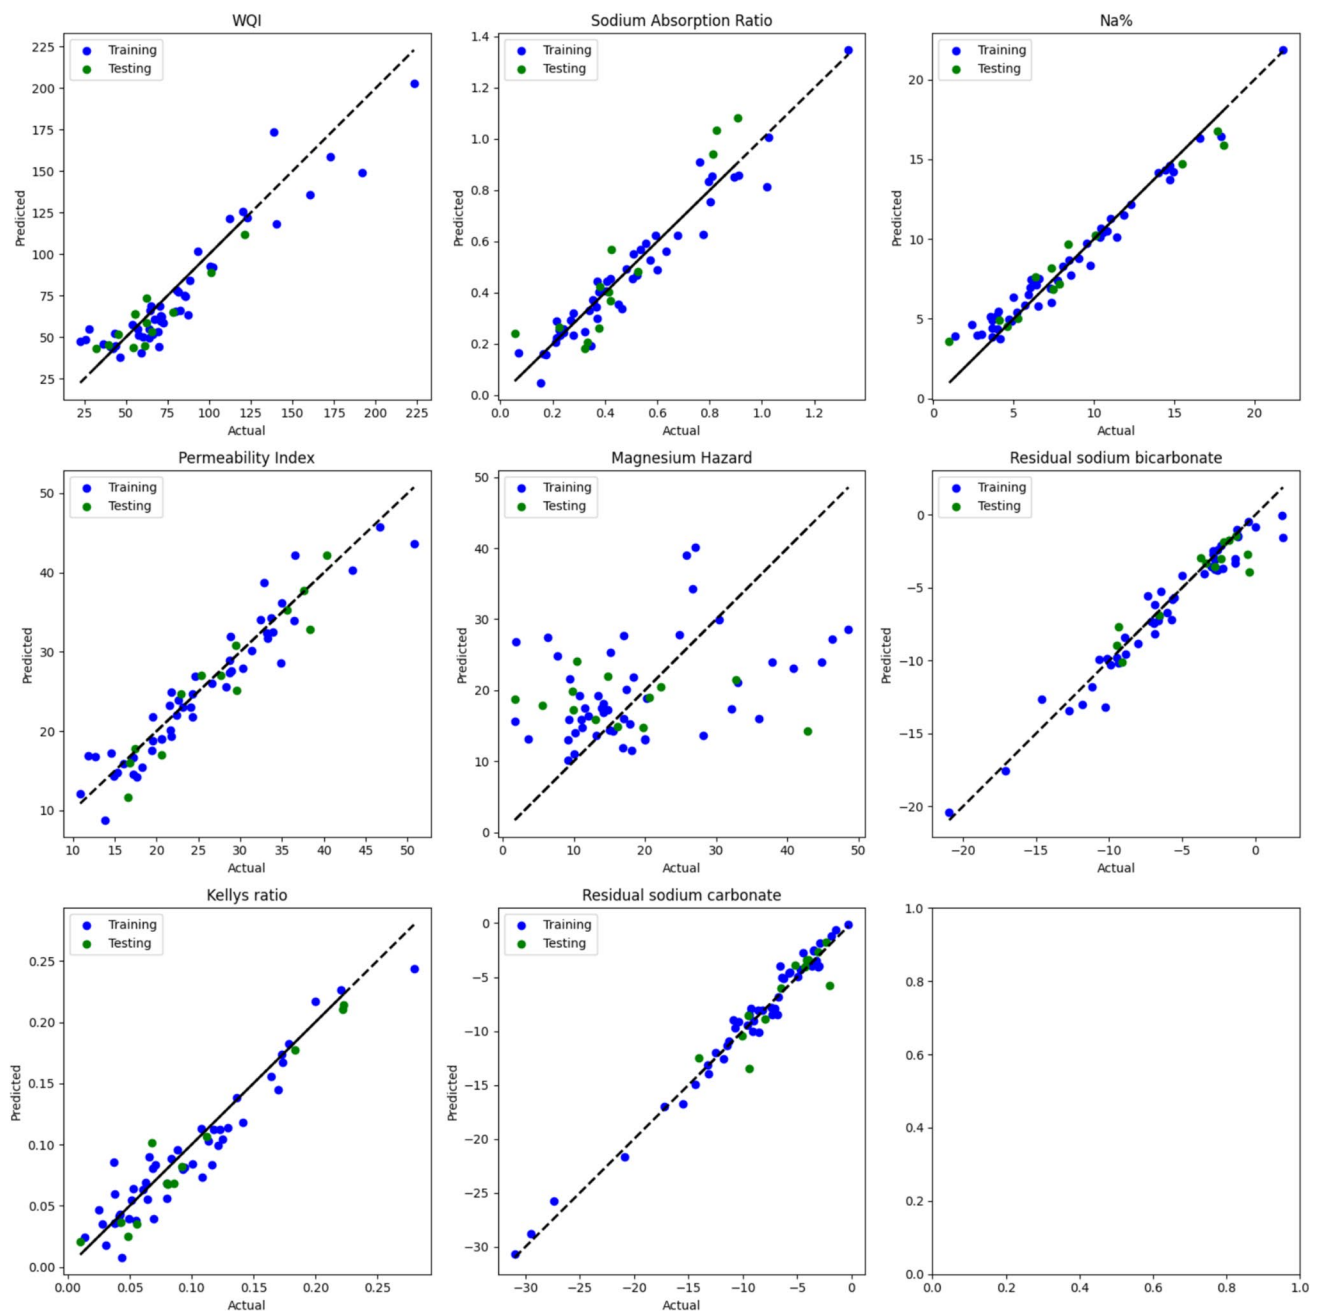 WQI
Training
Testing
225
200
175
150
125
100
75
50
25
Predicted
25 50 75 100 125 150 175 200 225
Actual
Sodium Absorption Ratio
Training
Testing
1.4
1.2
1.0
0.8
0.6
0.4
0.2
0.0
Predicted
0.0 0.2 0.4 0.6 0.8 1.0 1.2
Actual
Na%
Training
Testing
20
15
10
5
0
Predicted
0 5 10 15 20
Actual
Permeability Index
Training
Testing
50
40
30
20
10
Predicted
10 15 20 25 30 35 40 45 50
Actual
Magnesium Hazard
Training
Testing
50
40
30
20
10
0
Predicted
0 10 20 30 40 50
Actual
Residual sodium bicarbonate
Training
Testing
0
−5
−10
−15
−20
Predicted
−20 −15 −10 −5 0
Actual
Kellys ratio
Training
Testing
0.25
0.20
0.15
0.10
0.05
0.00
Predicted
0.00 0.05 0.10 0.15 0.20 0.25
Actual
Residual sodium carbonate
Training
Testing
0
−5
−10
−15
−20
−25
−30
Predicted
−30 −25 −20 −15 −10 −5 0
Actual
1.0
0.8
0.6
0.4
0.2
0.0
0.0 0.2 0.4 0.6 0.8 1.0